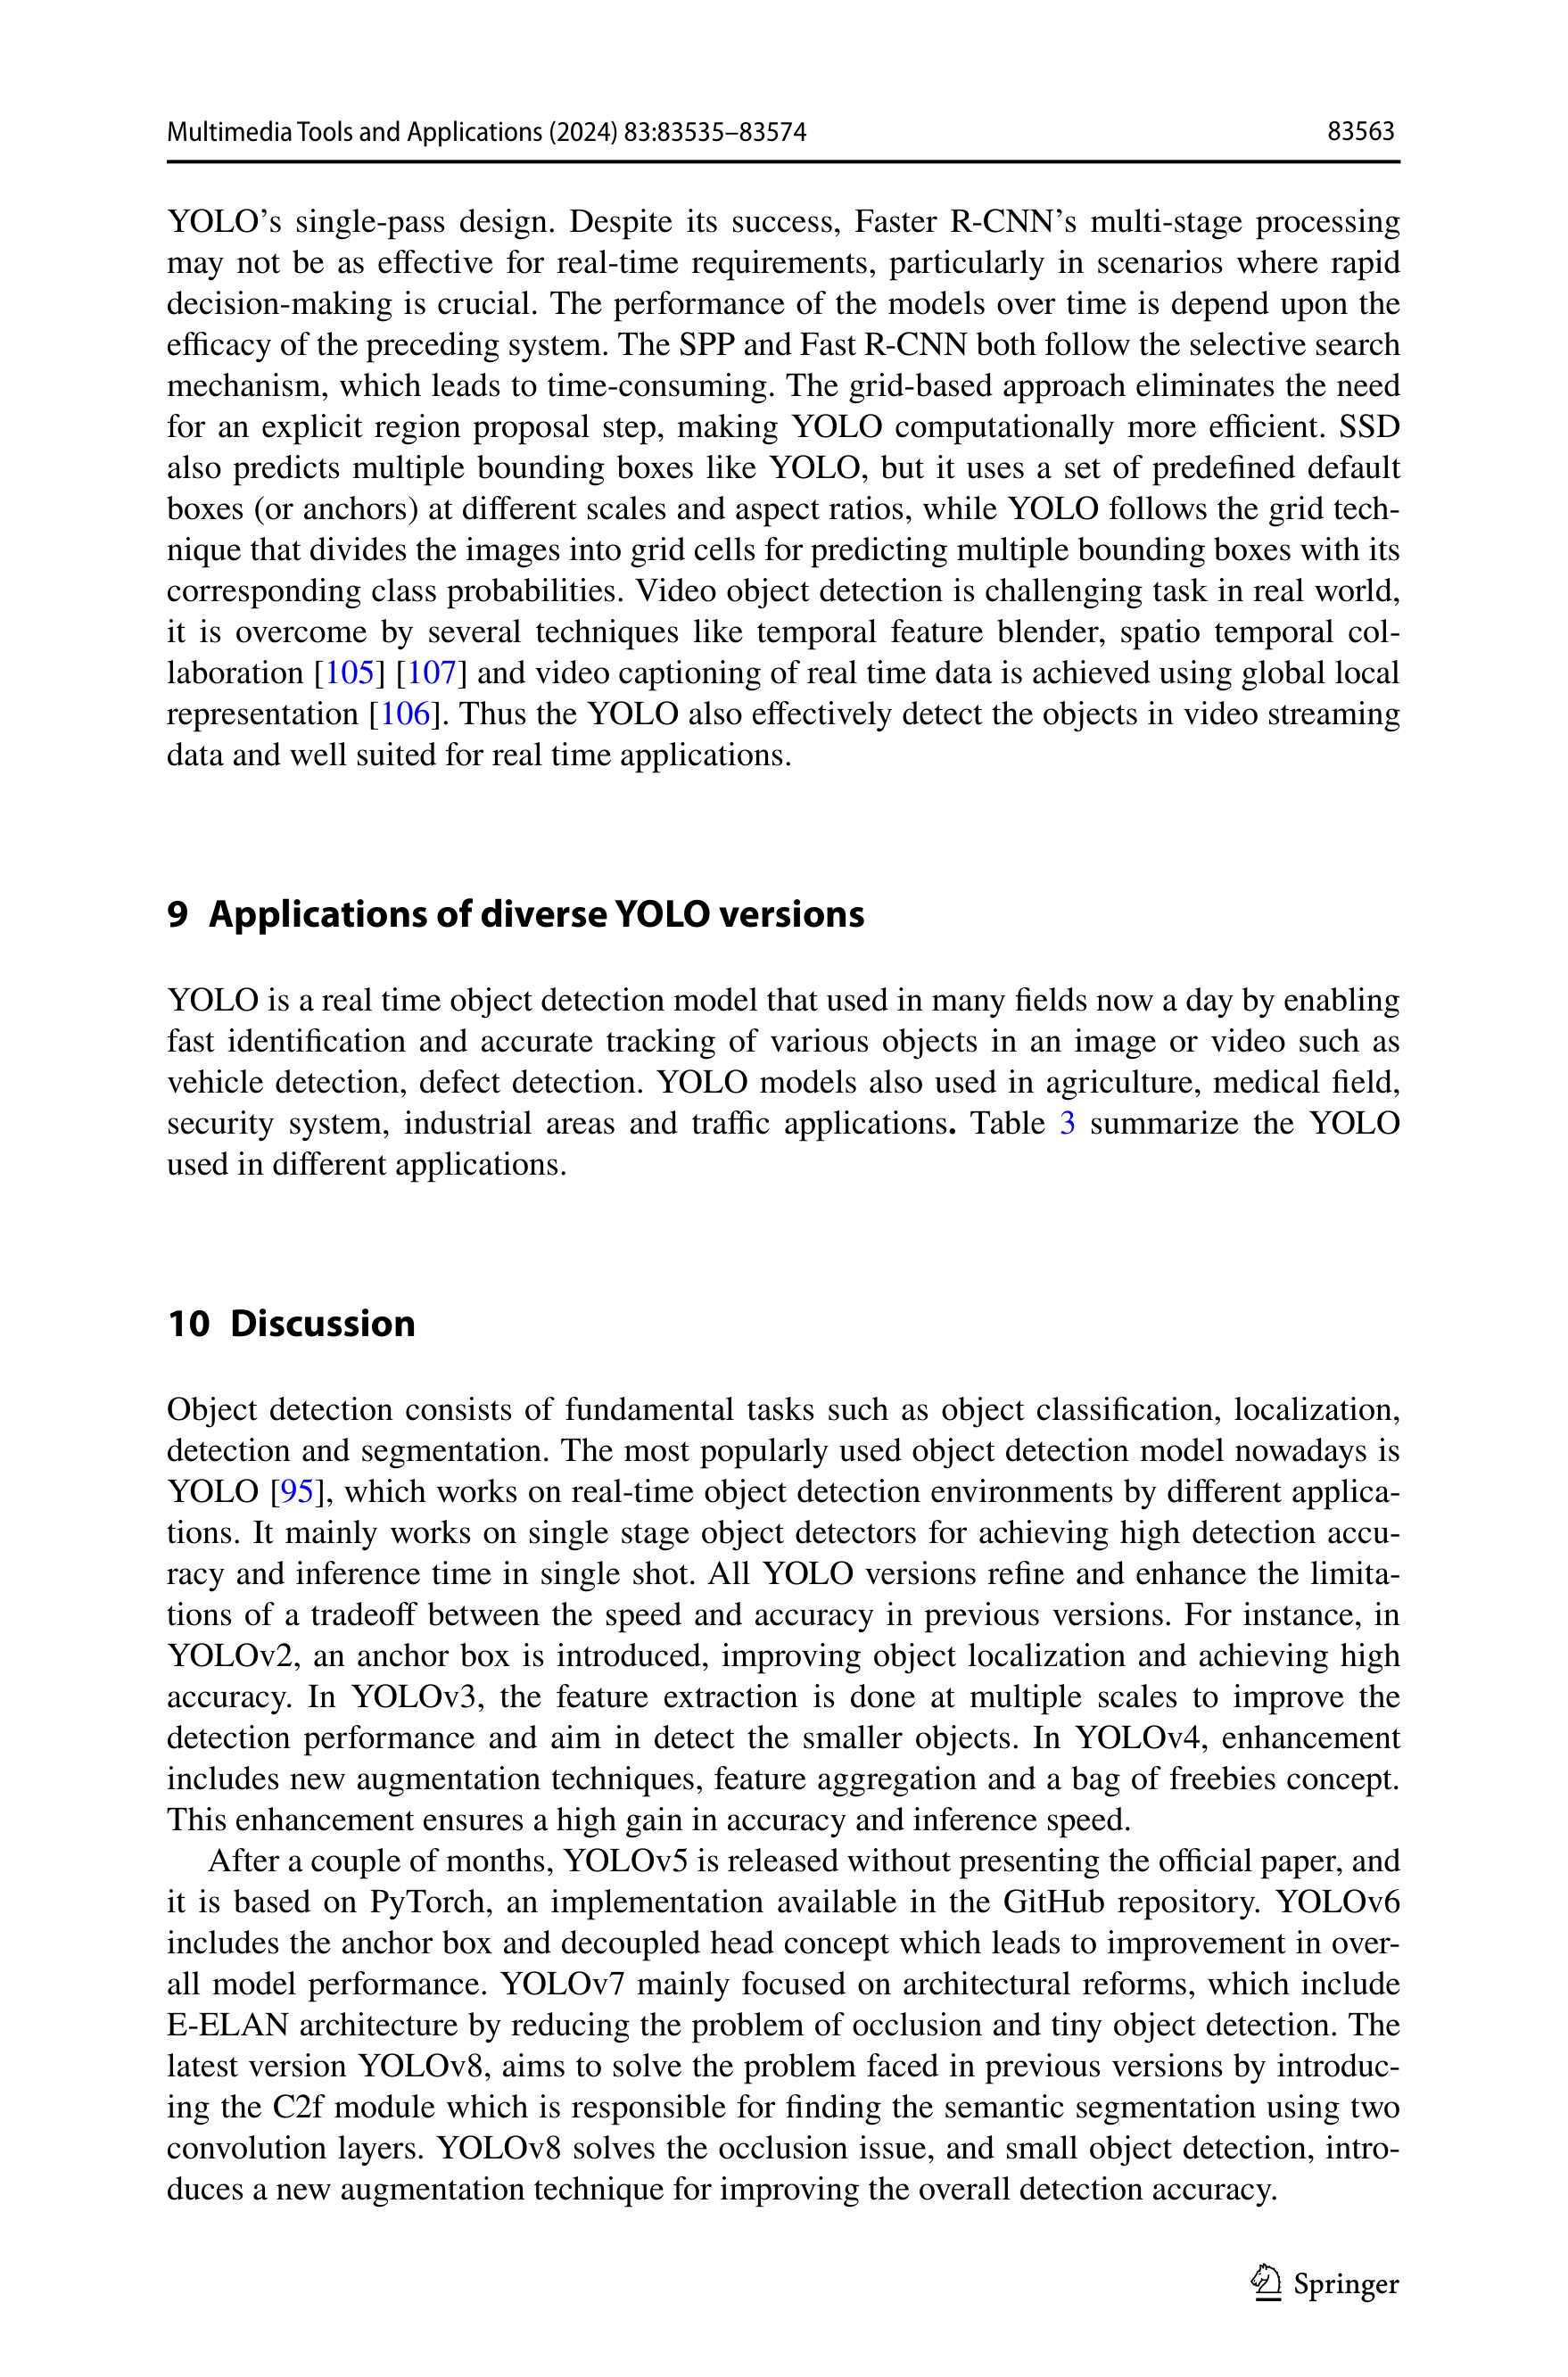 Multimedia Tools and Applications (2024) 83:83535–83574 83563
YOLO’s single-pass design. Despite its success, Faster R-CNN’s multi-stage processing
may not be as effective for real-time requirements, particularly in scenarios where rapid
decision-making is crucial. The performance of the models over time is depend upon the
efficacy of the preceding system. The SPP and Fast R-CNN both follow the selective search
mechanism, which leads to time-consuming. The grid-based approach eliminates the need
for an explicit region proposal step, making YOLO computationally more efficient. SSD
also predicts multiple bounding boxes like YOLO, but it uses a set of predefined default
boxes (or anchors) at different scales and aspect ratios, while YOLO follows the grid tech-
nique that divides the images into grid cells for predicting multiple bounding boxes with its
corresponding class probabilities. Video object detection is challenging task in real world,
it is overcome by several techniques like temporal feature blender, spatio temporal col-
laboration [105] [107] and video captioning of real time data is achieved using global local
representation [106]. Thus the YOLO also effectively detect the objects in video streaming
data and well suited for real time applications.
9 Applications of diverse YOLO versions
YOLO is a real time object detection model that used in many fields now a day by enabling
fast identification and accurate tracking of various objects in an image or video such as
vehicle detection, defect detection. YOLO models also used in agriculture, medical field,
security system, industrial areas and traffic applications. Table 3 summarize the YOLO
used in different applications.
10 Discussion
Object detection consists of fundamental tasks such as object classification, localization,
detection and segmentation. The most popularly used object detection model nowadays is
YOLO [95], which works on real-time object detection environments by different applica-
tions. It mainly works on single stage object detectors for achieving high detection accu-
racy and inference time in single shot. All YOLO versions refine and enhance the limita-
tions of a tradeoff between the speed and accuracy in previous versions. For instance, in
YOLOv2, an anchor box is introduced, improving object localization and achieving high
accuracy. In YOLOv3, the feature extraction is done at multiple scales to improve the
detection performance and aim in detect the smaller objects. In YOLOv4, enhancement
includes new augmentation techniques, feature aggregation and a bag of freebies concept.
This enhancement ensures a high gain in accuracy and inference speed.
After a couple of months, YOLOv5 is released without presenting the official paper, and
it is based on PyTorch, an implementation available in the GitHub repository. YOLOv6
includes the anchor box and decoupled head concept which leads to improvement in over-
all model performance. YOLOv7 mainly focused on architectural reforms, which include
E-ELAN architecture by reducing the problem of occlusion and tiny object detection. The
latest version YOLOv8, aims to solve the problem faced in previous versions by introduc-
ing the C2f module which is responsible for finding the semantic segmentation using two
convolution layers. YOLOv8 solves the occlusion issue, and small object detection, intro-
duces a new augmentation technique for improving the overall detection accuracy.
Springer